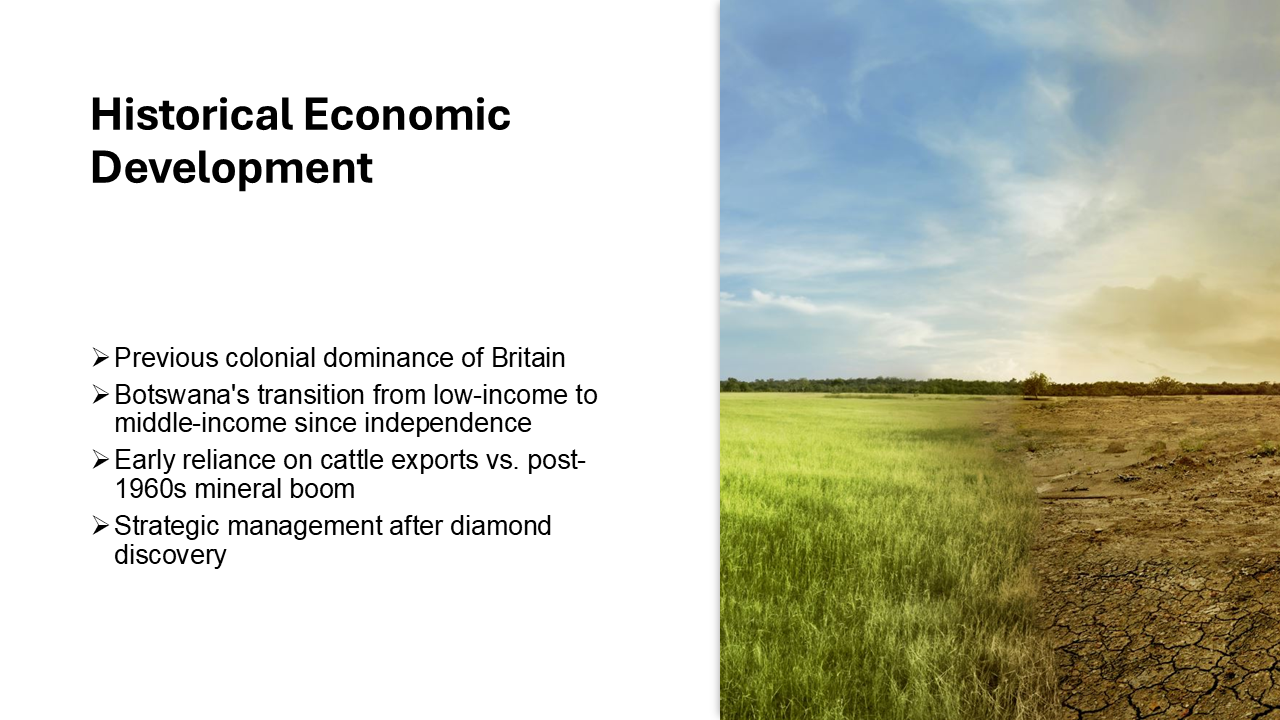 Historical Economic
Development
➢Previous colonial dominance of Britain
➢Botswana's transition from low-income to
middle-income since independence
➢Early reliance on cattle exports vs. post-
1960s mineral boom
➢Strategic management after diamond
discovery